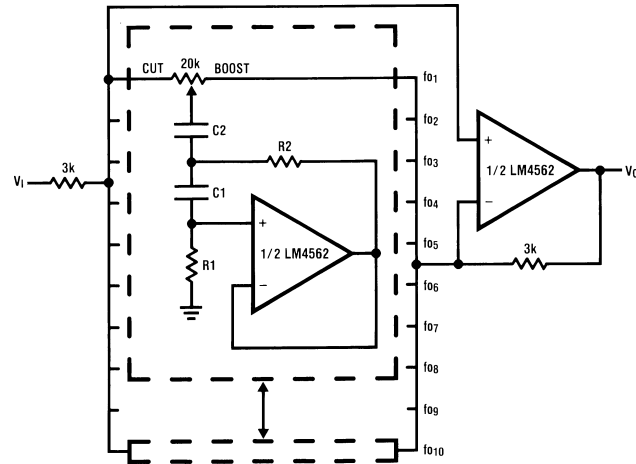 CUT 20k BOOST fo1
C2 fo2
R2 fo3
3k
VI
C1 fo4
+ 1/2 LM4562 − VO
+ 1/2 LM4562 −
R1
fo5
3k
fo6
fo7
fo8
fo9
fo10